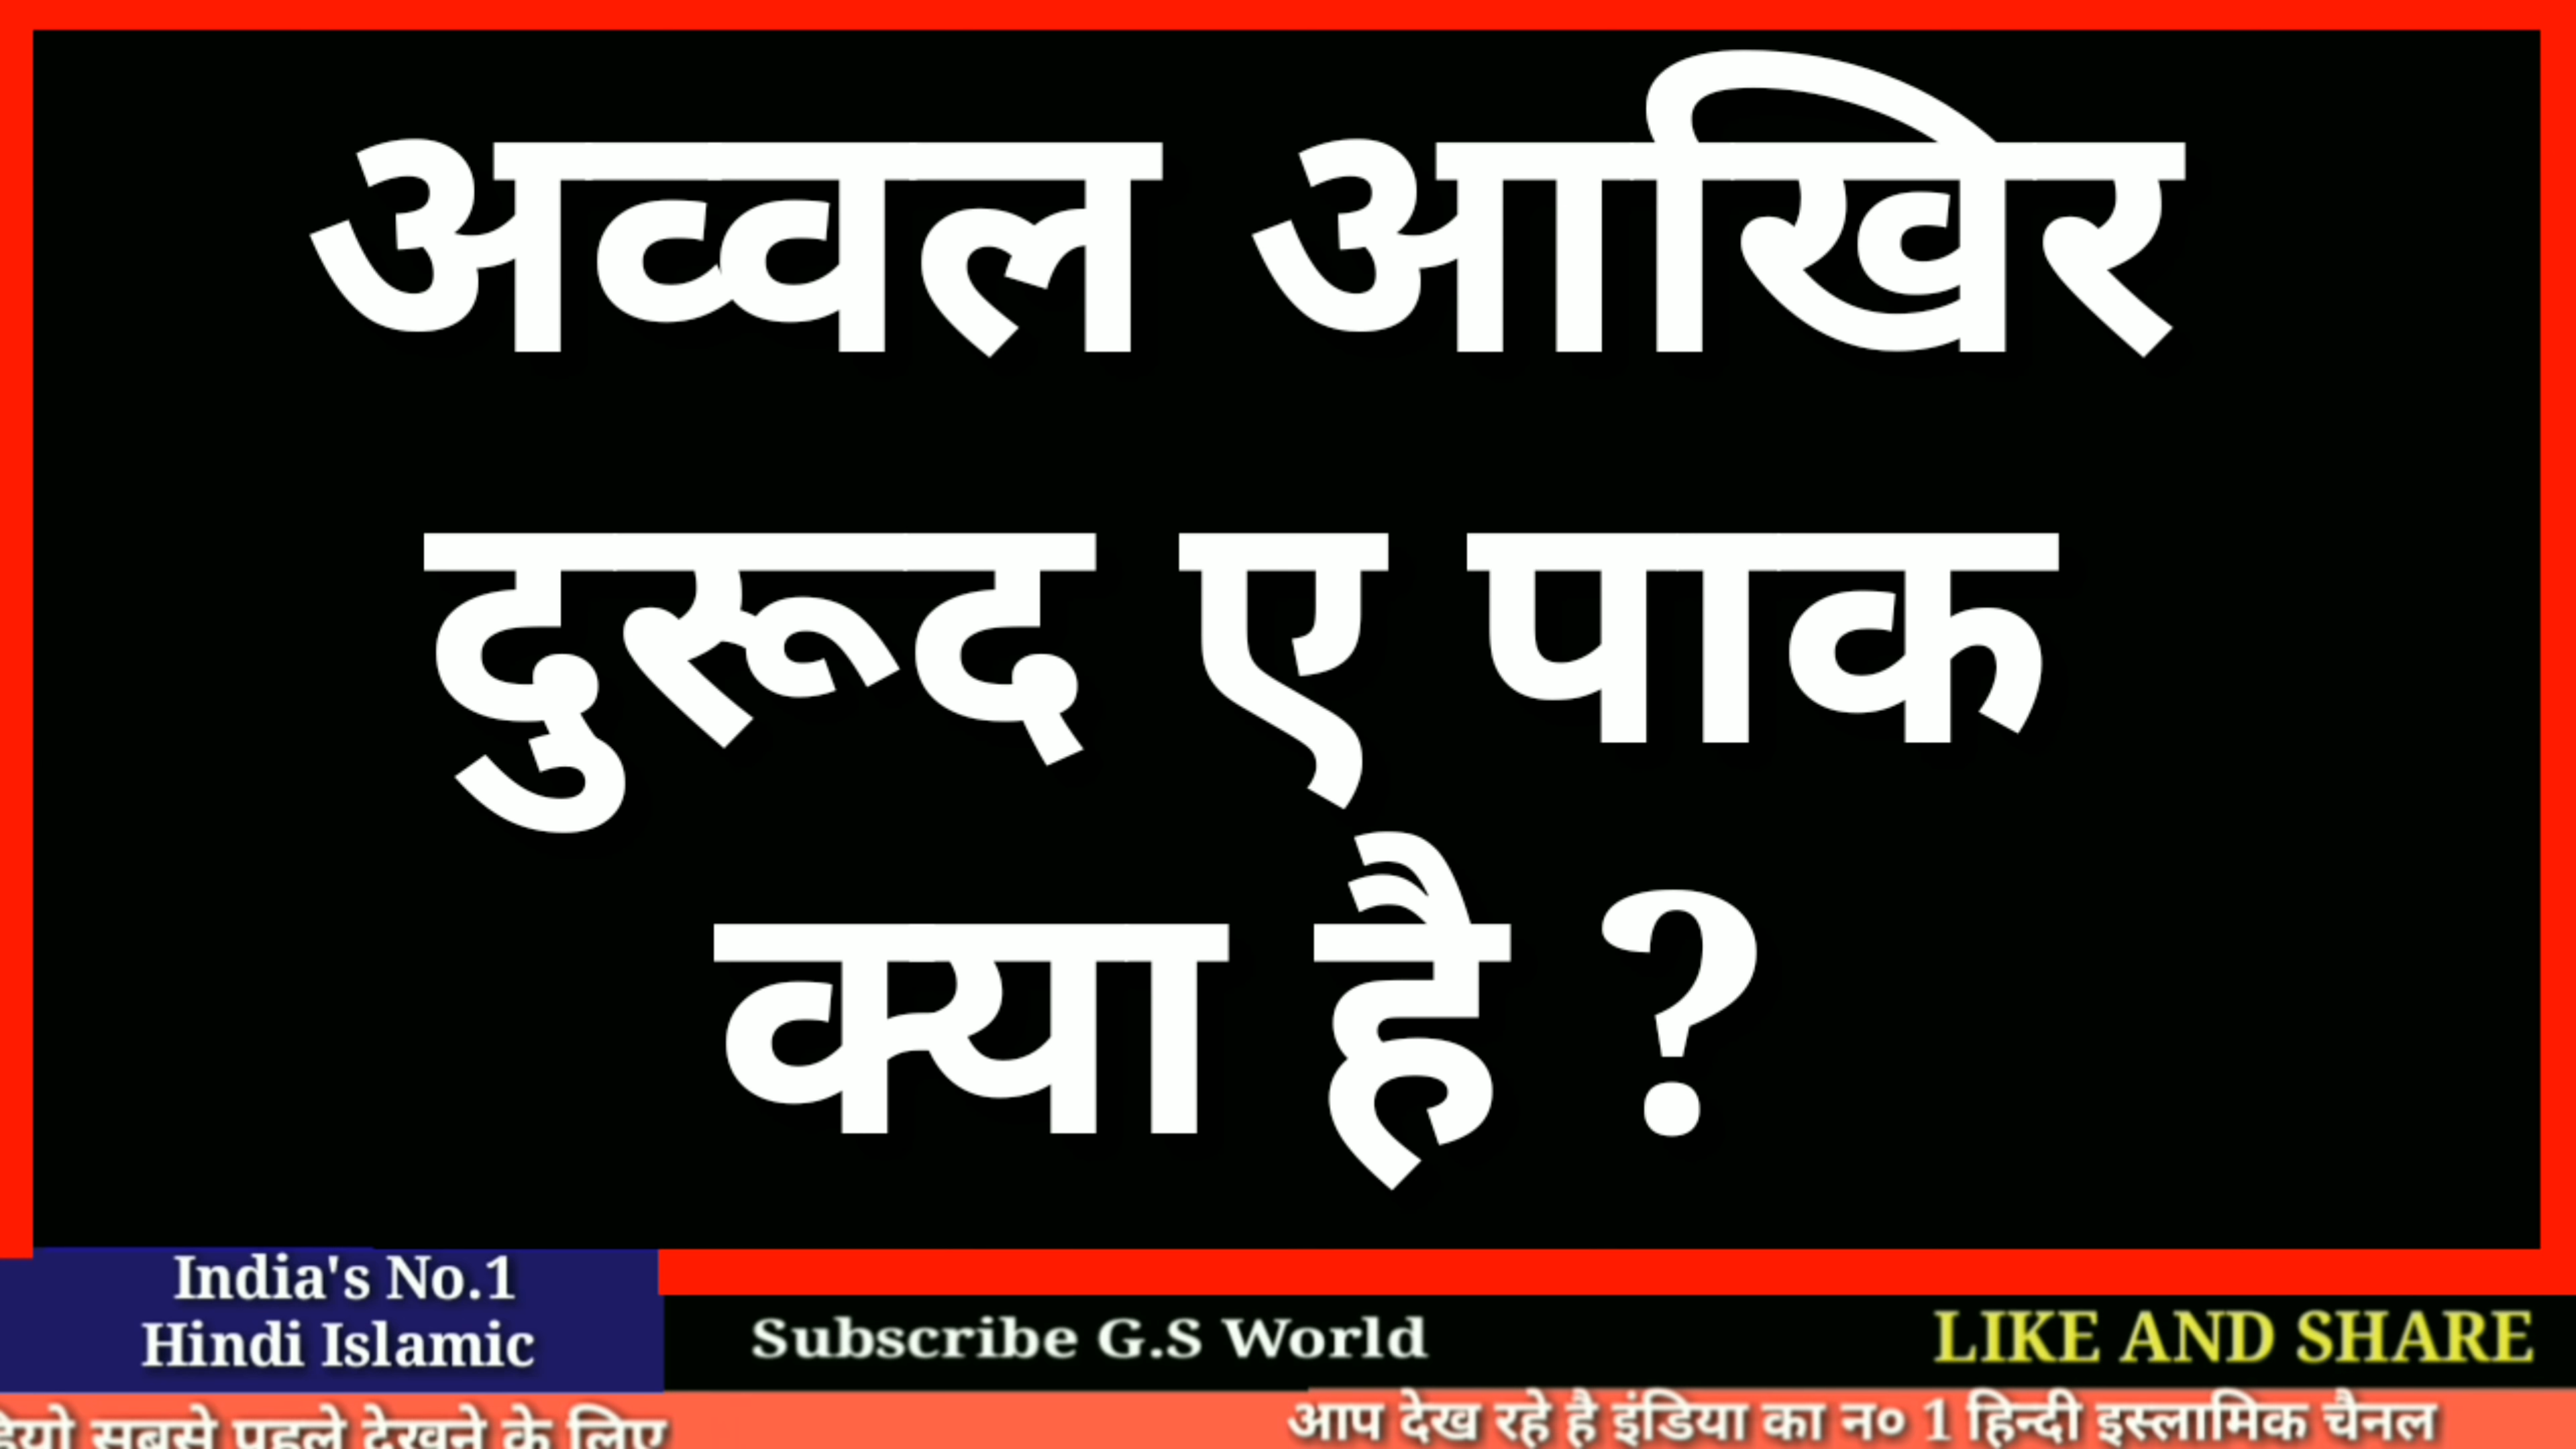 अव्वल आखिर
दुरूद ए पाक
क्या है ?
India's No.1
Hindi Islamic
Subscribe G.S World
LIKE AND SHARE
सबसे पहले देखने के लिए
आप देख रहे है इंडिया का न० 1 हिन्दी इस्लामिक चैनल